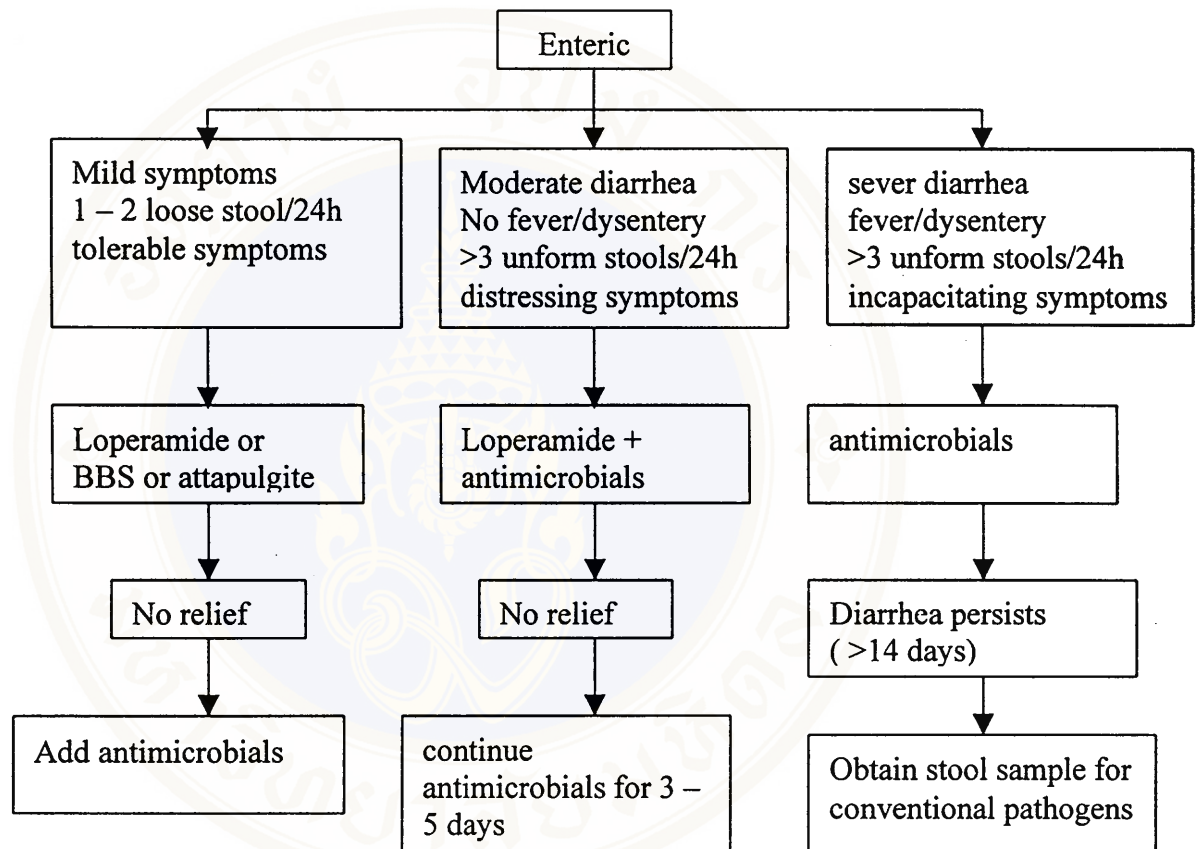 Enteric
Mild symptoms
1 – 2 loose stool/24h
tolerable symptoms
Moderate diarrhea
No fever/dysentery
>3 unform stools/24h
distressing symptoms
sever diarrhea
fever/dysentery
>3 unform stools/24h
incapacitating symptoms
Loperamide or
BBS or attapulgite
Loperamide +
antimicrobials
antimicrobials
No relief
No relief
Diarrhea persists
( >14 days)
Add antimicrobials
continue
antimicrobials for 3 –
5 days
Obtain stool sample for
conventional pathogens